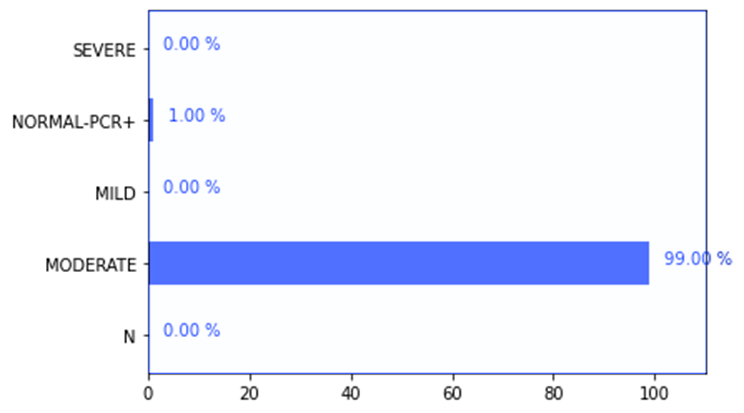 SEVERE 0.00 %
NORMAL-PCR+ 1.00 %
MILD 0.00 %
MODERATE 99.00 %
N 0.00 %
0 20 40 60 80 100